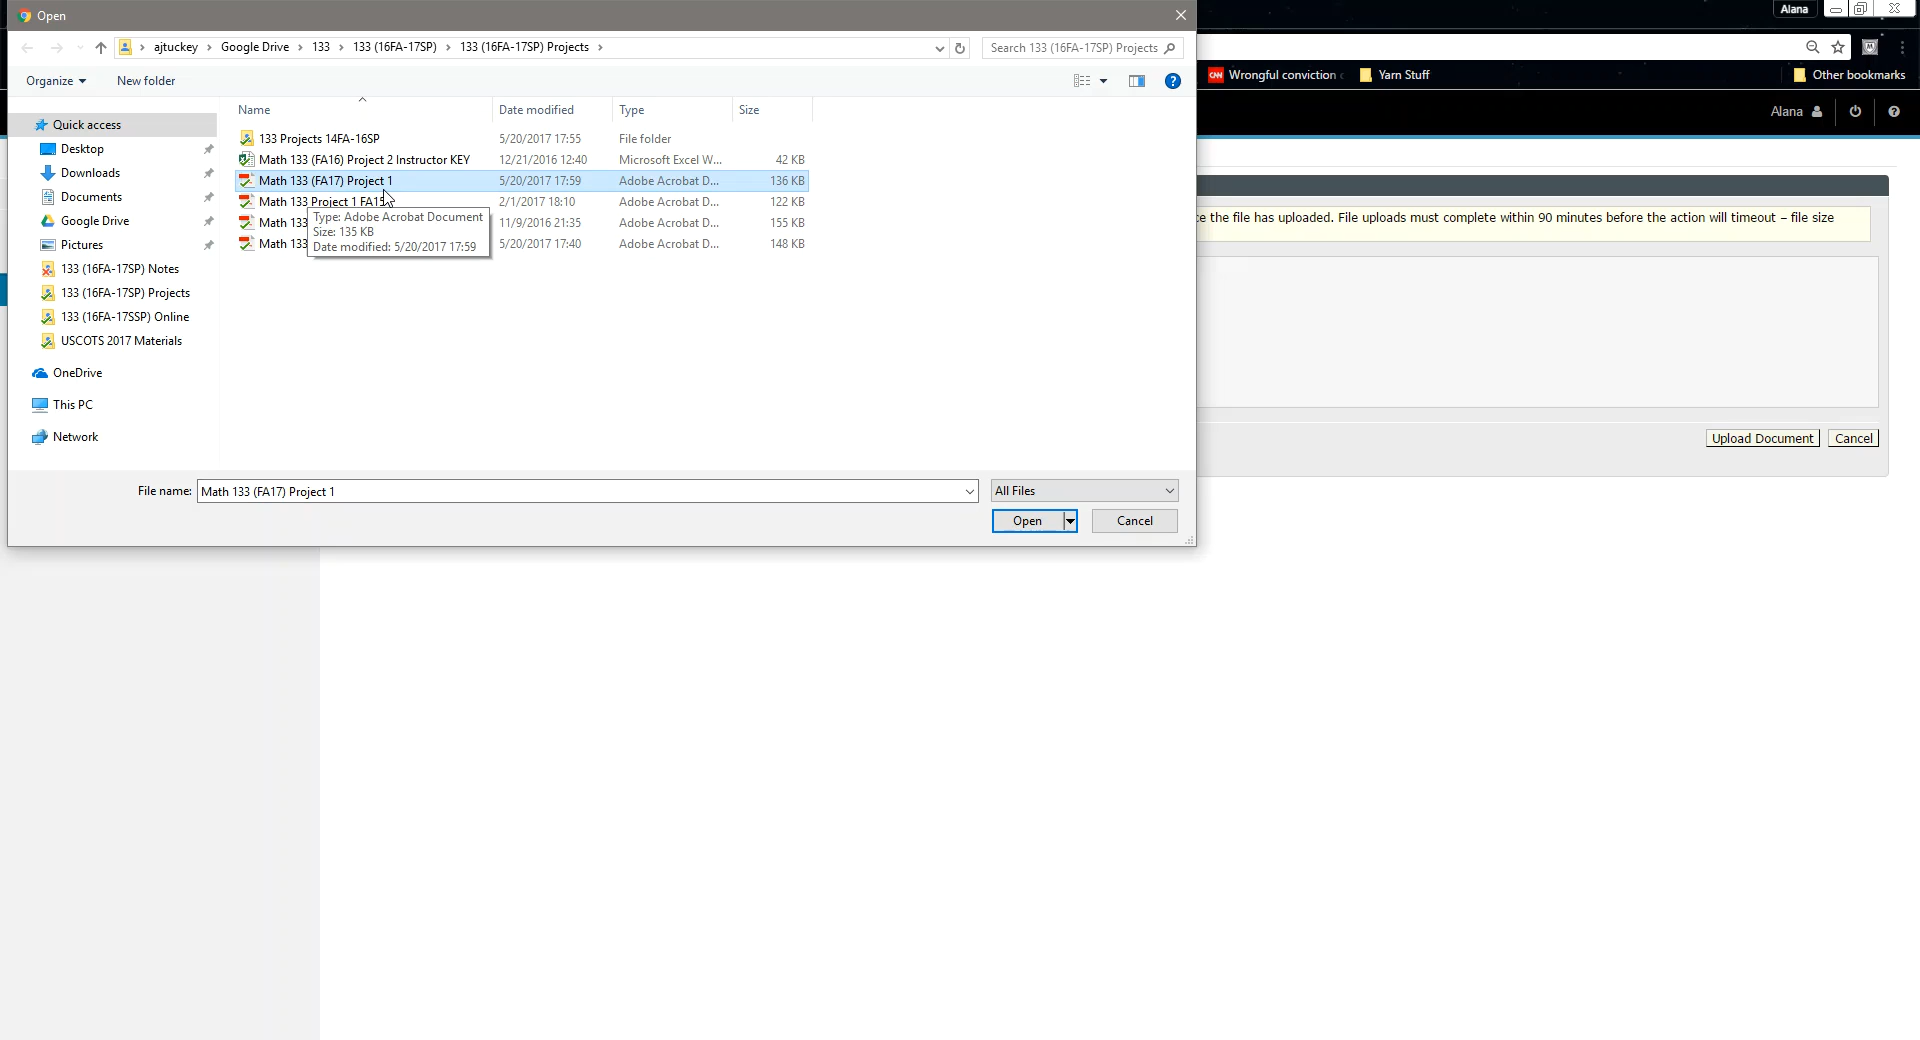 Open
Alana
ajtuckey > Google Drive > 133 > 133 (16FA-17SP) > 133 (16FA-17SP) Projects >
Search 133 (16FA-17SP) Projects
CNN Wrongful conviction
Yarn Stuff
Other bookmarks
Organize
New folder
Alana
Name
Date modified
Type
Size
Quick access
Desktop
Downloads
Documents
Google Drive
Pictures
133 (16FA-17SP) Notes
133 (16FA-17SP) Projects
133 (16FA-17SSP) Online
USCOTS 2017 Materials
OneDrive
This PC
Network
133 Projects 14FA-16SP 5/20/2017 17:55 File folder
Math 133 (FA16) Project 2 Instructor KEY 12/21/2016 12:40 Microsoft Excel W... 42 KB
Math 133 (FA17) Project 1 5/20/2017 17:59 Adobe Acrobat D... 136 KB
Math 133 Project 1 FA15 2/1/2017 18:10 Adobe Acrobat D... 122 KB
Math 133 11/9/2016 21:35 Adobe Acrobat D... 155 KB
Math 133 5/20/2017 17:40 Adobe Acrobat D... 148 KB
Type: Adobe Acrobat Document
Size: 135 KB
Date modified: 5/20/2017 17:59
the file has uploaded. File uploads must complete within 90 minutes before the action will timeout – file size
Upload Document
Cancel
File name: Math 133 (FA17) Project 1
All Files
Open
Cancel